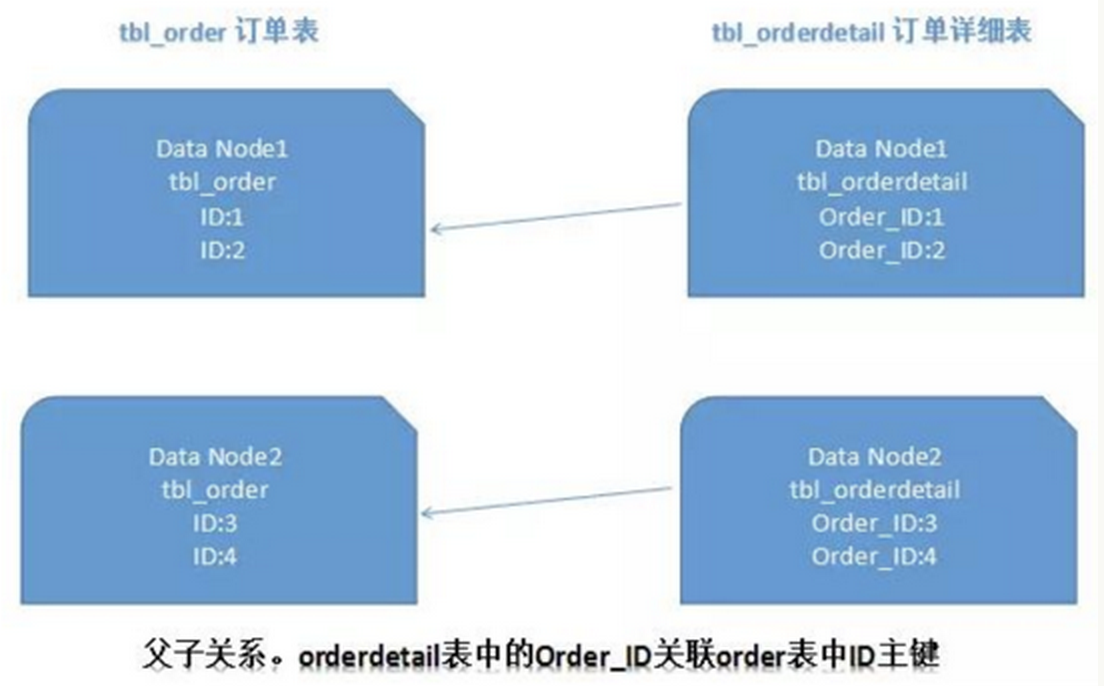 tbl_order 订单表
tbl_orderdetail 订单详细表
Data Node1
tbl_order
ID:1
ID:2
Data Node1
tbl_orderdetail
Order_ID:1
Order_ID:2
Data Node2
tbl_order
ID:3
ID:4
Data Node2
tbl_orderdetail
Order_ID:3
Order_ID:4
父子关系。orderdetail表中的Order_ID关联order表中ID主键